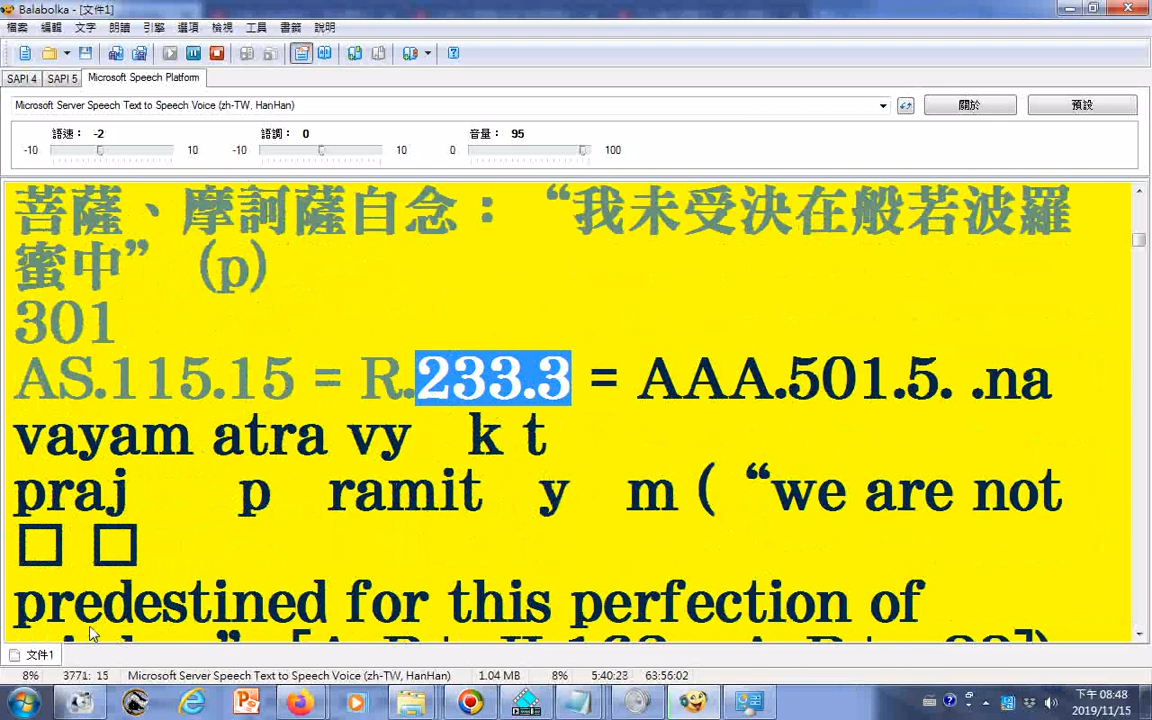 Balabolka - [文件1]
檔案 編輯 文字 朗讀 引擎 選項 檢視 工具 書籤 說明
SAPI 4 SAPI 5 Microsoft Speech Platform
Microsoft Server Speech Text to Speech Voice (zh-TW, HanHan) 關於 預設
語速： -2 語調： 0 音量： 95
-10 10 -10 10 0 100
菩薩、摩訶薩自念：“我未受決在般若波羅
蜜中” (p)
301
AS.115.15 = R.233.3 = AAA.501.5. .na
vayam atra vy k t
praj p ramit y m (“we are not
□ □
predestined for this perfection of
文件1
8% 3771: 15 Microsoft Server Speech Text to Speech Voice (zh-TW, HanHan) 1.04 MB 8% 5:40:23 63:56:02
下午 08:48
2019/11/15